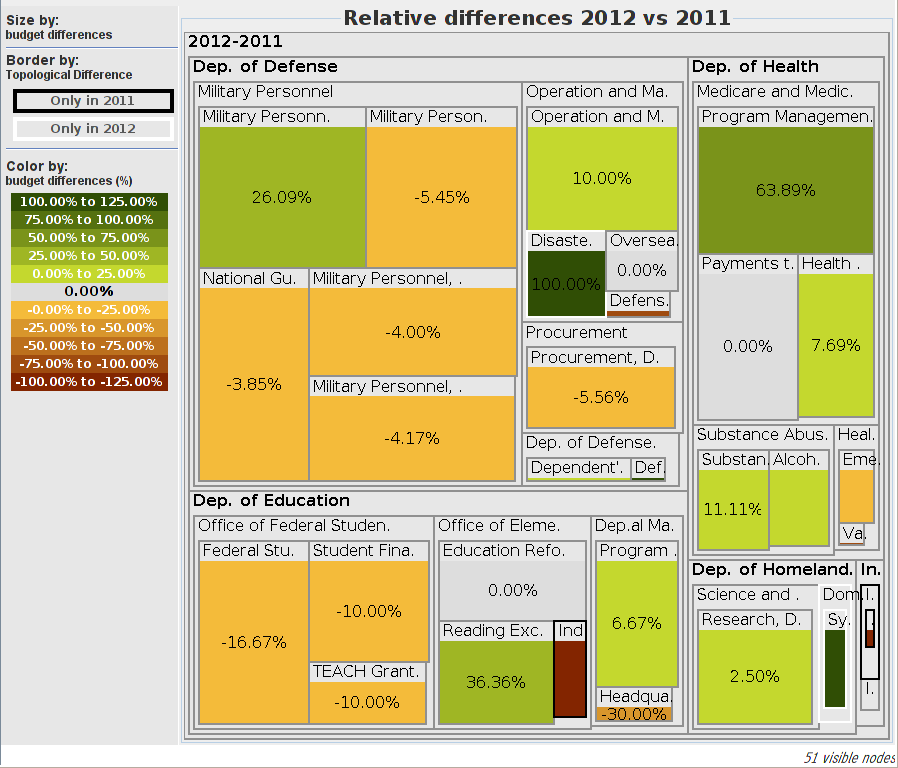 Relative differences 2012 vs 2011
Size by:
budget differences
Border by:
Topological Difference
Only in 2011
Only in 2012
Color by:
budget differences (%)
100.00% to 125.00%
75.00% to 100.00%
50.00% to 75.00%
25.00% to 50.00%
0.00% to 25.00%
0.00%
-0.00% to -25.00%
-25.00% to -50.00%
-50.00% to -75.00%
-75.00% to -100.00%
-100.00% to -125.00%
2012-2011
Dep. of Defense
Military Personnel
Military Personn.
26.09%
Military Person.
-5.45%
National Gu.
-3.85%
Military Personnel, .
-4.00%
Military Personnel, .
-4.17%
Operation and Ma.
Operation and M.
10.00%
Disaste.
100.00%
Oversea.
0.00%
Defens.
Procurement
Procurement, D.
-5.56%
Dep. of Defense.
Dependent'.
Def.
Dep. of Health
Medicare and Medic.
Program Managemen.
63.89%
Payments t.
0.00%
Health .
7.69%
Substance Abus.
Substan.
11.11%
Alcoh.
Heal.
Eme.
Va.
Dep. of Education
Office of Federal Studen.
Federal Stu.
-16.67%
Student Fina.
-10.00%
TEACH Grant.
-10.00%
Office of Eleme.
Education Refo.
0.00%
Reading Exc.
36.36%
Ind
Dep.al Ma.
Program .
6.67%
Headqua.
-30.00%
Dep. of Homeland.
Science and .
Research, D.
2.50%
Dom.
Sy.
In.
I.
.
I.
51 visible nodes